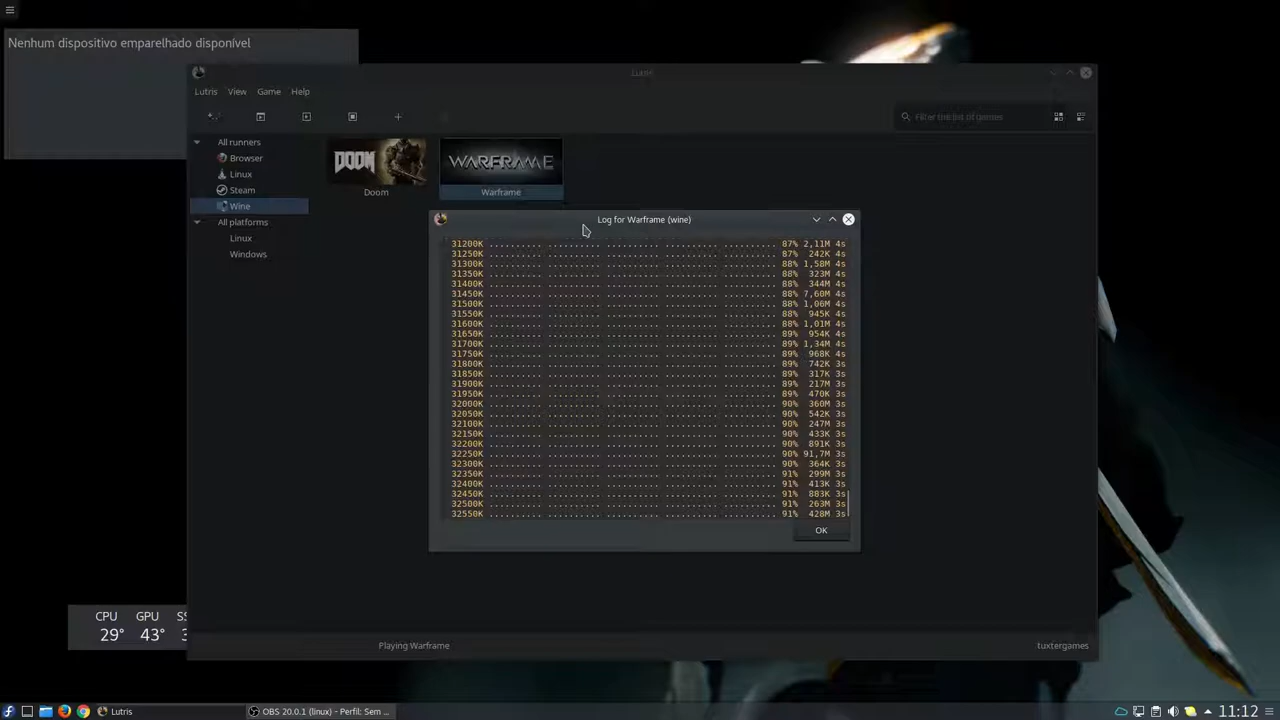 Nenhum dispositivo emparelhado disponível
Lutris
Lutris View Game Help
Filter the list of games
All runners
Browser
Linux
Steam
Wine
All platforms
Linux
Windows
DOOM
Doom
WARFRAME
Warframe
Log for Warframe (wine)
31200K .......... .......... .......... .......... .......... 87% 2,11M 4s
31250K .......... .......... .......... .......... .......... 87% 242K 4s
31300K .......... .......... .......... .......... .......... 88% 1,58M 4s
31350K .......... .......... .......... .......... .......... 88% 323M 4s
31400K .......... .......... .......... .......... .......... 88% 344M 4s
31450K .......... .......... .......... .......... .......... 88% 7,60M 4s
31500K .......... .......... .......... .......... .......... 88% 1,06M 4s
31550K .......... .......... .......... .......... .......... 88% 945K 4s
31600K .......... .......... .......... .......... .......... 88% 1,01M 4s
31650K .......... .......... .......... .......... .......... 89% 954K 4s
31700K .......... .......... .......... .......... .......... 89% 1,34M 4s
31750K .......... .......... .......... .......... .......... 89% 968K 4s
31800K .......... .......... .......... .......... .......... 89% 742K 3s
31850K .......... .......... .......... .......... .......... 89% 317K 3s
31900K .......... .......... .......... .......... .......... 89% 217M 3s
31950K .......... .......... .......... .......... .......... 89% 470K 3s
32000K .......... .......... .......... .......... .......... 90% 360M 3s
32050K .......... .......... .......... .......... .......... 90% 542K 3s
32100K .......... .......... .......... .......... .......... 90% 247M 3s
32150K .......... .......... .......... .......... .......... 90% 433K 3s
32200K .......... .......... .......... .......... .......... 90% 891K 3s
32250K .......... .......... .......... .......... .......... 90% 91,7M 3s
32300K .......... .......... .......... .......... .......... 90% 364K 3s
32350K .......... .......... .......... .......... .......... 91% 299M 3s
32400K .......... .......... .......... .......... .......... 91% 413K 3s
32450K .......... .......... .......... .......... .......... 91% 883K 3s
32500K .......... .......... .......... .......... .......... 91% 263M 3s
32550K .......... .......... .......... .......... .......... 91% 428M 3s
OK
CPU GPU
29° 43°
Playing Warframe
tuxtergames
Lutris
OBS 20.0.1 (linux) - Perfil: Sem ...
11:12